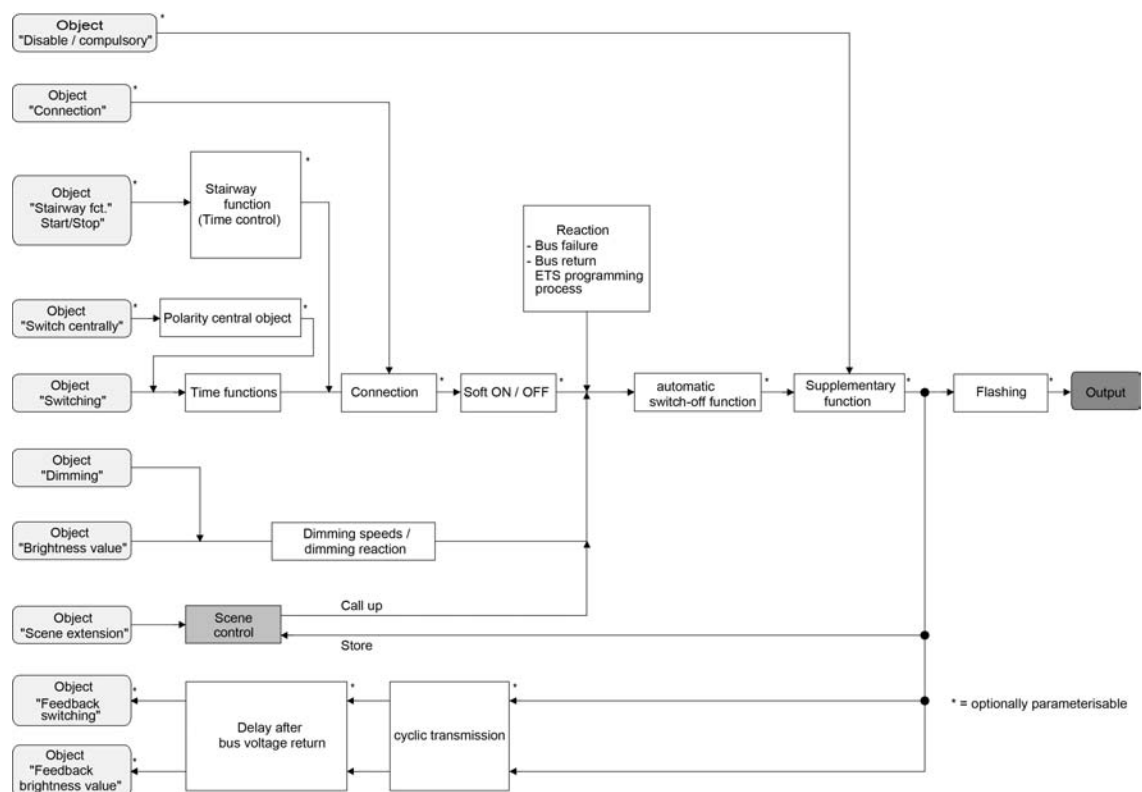 Object
"Disable / compulsory"
*
Object
"Connection"
*
Object
"Stairway fct."
Start/Stop"
*
Stairway
function
(Time control)
*
Reaction
- Bus failure
- Bus return
ETS programming
process
Object
"Switch centrally"
*
Polarity central object
*
Object
"Switching"
Time functions
Connection
*
Soft ON / OFF
*
automatic
switch-off function
*
Supplementary
function
*
Flashing
*
Output
Object
"Dimming"
Object
"Brightness value"
Dimming speeds /
dimming reaction
Object
"Scene extension"
Scene
control
Call up
Store
Object
"Feedback
switching"
*
Delay after
bus voltage return
*
cyclic transmission
*
* = optionally parameterisable
Object
"Feedback
brightness value"
*